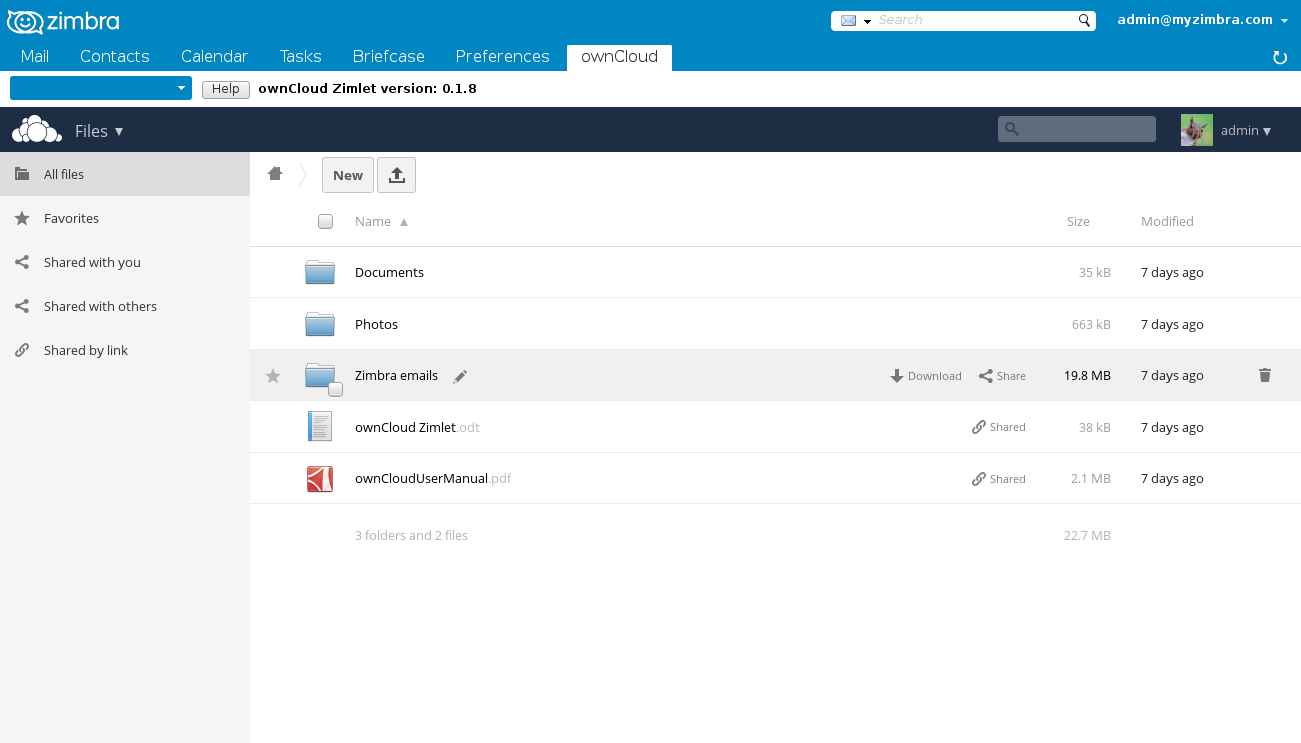 zimbra
Search
admin@myzimbra.com
Mail Contacts Calendar Tasks Briefcase Preferences ownCloud
Help ownCloud Zimlet version: 0.1.8
Files ▾ admin ▾
All files
Favorites
Shared with you
Shared with others
Shared by link
New
Name ▲ Size Modified
Documents 35 kB 7 days ago
Photos 663 kB 7 days ago
Zimbra emails Download Share 19.8 MB 7 days ago
ownCloud Zimlet.odt Shared 38 kB 7 days ago
ownCloudUserManual.pdf Shared 2.1 MB 7 days ago
3 folders and 2 files 22.7 MB